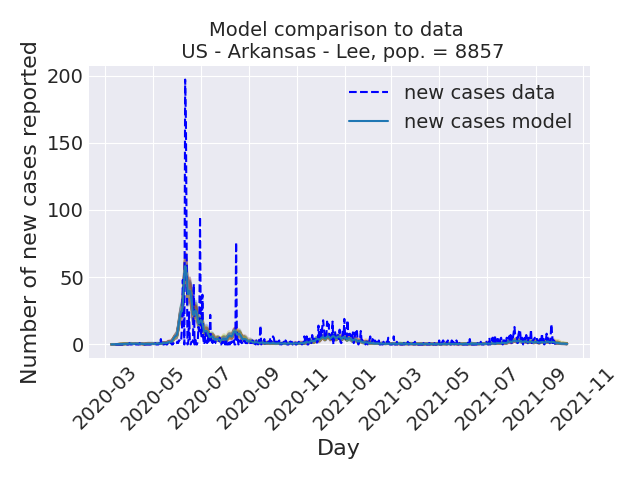 Model comparison to data
US - Arkansas - Lee, pop. = 8857
Number of new cases reported
200
150
100
50
0
new cases data
new cases model
2020-03
2020-05
2020-07
2020-09
2020-11
2021-01
2021-03
2021-05
2021-07
2021-09
2021-11
Day